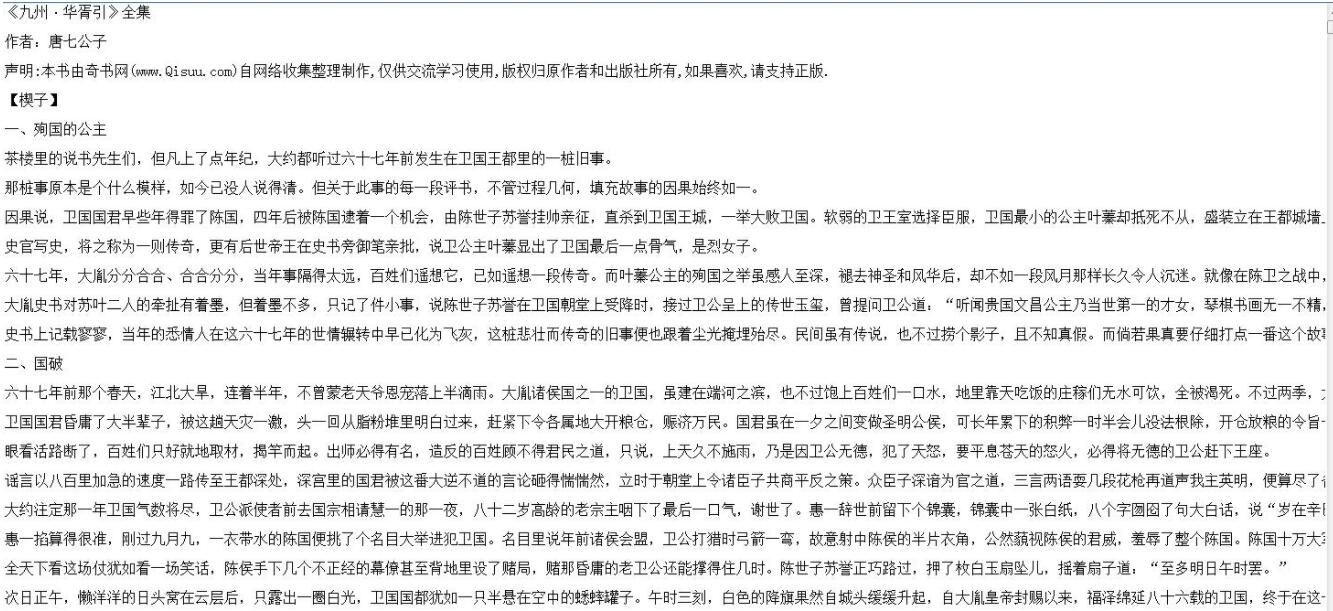 《九州·华胥引》全集
作者：唐七公子
声明:本书由奇书网(www.Qisuu.com)自网络收集整理制作,仅供交流学习使用,版权归原作者和出版社所有,如果喜欢,请支持正版.
【楔子】
一、殉国的公主
茶楼里的说书先生们，但凡上了点年纪，大约都听过六十七年前发生在卫国王都里的一桩旧事。
那桩事原本是个什么模样，如今已没人说得清。但关于此事的每一段评书，不管过程几何，填充故事的因果始终如一。
因果说，卫国国君早些年得罪了陈国，四年后被陈国逮着一个机会，由陈世子苏誉挂帅亲征，直杀到卫国王城，一举大败卫国。软弱的卫王室选择臣服，卫国最小的公主叶蓁却抵死不从，盛装立在王都城墙
史官写史，将之称为一则传奇，更有后世帝王在史书旁御笔亲批，说卫公主叶蓁显出了卫国最后一点骨气，是烈女子。
六十七年，大胤分分合合、合合分分，当年事隔得太远，百姓们遥想它，已如遥想一段传奇。而叶蓁公主的殉国之举虽感人至深，褪去神圣和风华后，却不如一段风月那样长久令人沉迷。就像在陈卫之战中，
大胤史书对苏叶二人的牵扯有着墨，但着墨不多，只记了件小事，说陈世子苏誉在卫国朝堂上受降时，接过卫公呈上的传世玉玺，曾提问卫公道：“听闻贵国文昌公主乃当世第一的才女，琴棋书画无一不精，
史书上记载寥寥，当年的悉情人在这六十七年的世情辗转中早已化为飞灰，这桩悲壮而传奇的旧事便也跟着尘光掩埋殆尽。民间虽有传说，也不过捞个影子，且不知真假。而倘若果真要仔细打点一番这个故
二、国破
六十七年前那个春天，江北大旱，连着半年，不曾蒙老天爷恩宠落上半滴雨。大胤诸侯国之一的卫国，虽建在端河之滨，也不过饱上百姓们一口水，地里靠天吃饭的庄稼们无水可饮，全被渴死。不过两季，
卫国国君昏庸了大半辈子，被这趟天灾一激，头一回从脂粉堆里明白过来，赶紧下令各属地大开粮仓，赈济万民。国君虽在一夕之间变做圣明公侯，可长年累下的积弊一时半会儿没法根除，开仓放粮的令旨
眼看活路断了，百姓们只好就地取材，揭竿而起。出师必得有名，造反的百姓顾不得君民之道，只说，上天久不施雨，乃是因卫公无德，犯了天怒，要平息苍天的怒火，必得将无德的卫公赶下王座。
谣言以八百里加急的速度一路传至王都深处，深宫里的国君被这番大逆不道的言论砸得惴惴然，立时于朝堂上令诸臣子共商平反之策。众臣子深谙为官之道，三言两语耍几段花枪再道声我主英明，便算尽了
大约注定那一年卫国气数将尽，卫公派使者前去国宗相请慧一的那一夜，八十二岁高龄的老宗主咽下了最后一口气，谢世了。惠一辞世前留下个锦囊，锦囊中一张白纸，八个字囫囵了句大白话，说“岁在辛
惠一掐算得很准，刚过九月九，一衣带水的陈国便挑了个名目大举进犯卫国。名目里说年前诸侯会盟，卫公打猎时弓箭一弯，故意射中陈侯的半片衣角，公然藐视陈侯的君威，羞辱了整个陈国。陈国十万大
全天下看这场仗犹如看一场笑话，陈侯手下几个不正经的幕僚甚至背地里设了赌局，赌那昏庸的老卫公还能撑得住几时。陈世子苏誉正巧路过，押了枚白玉扇坠儿，摇着扇子道：“至多明日午时罢。”
次日正午，懒洋洋的日头窝在云层后，只露出一圈白光，卫国国都犹如一只半悬在空中的蟋蟀罐子。午时三刻，白色的降旗果然自城头缓缓升起，自大胤皇帝封赐以来，福泽绵延八十六载的卫国，终于在这